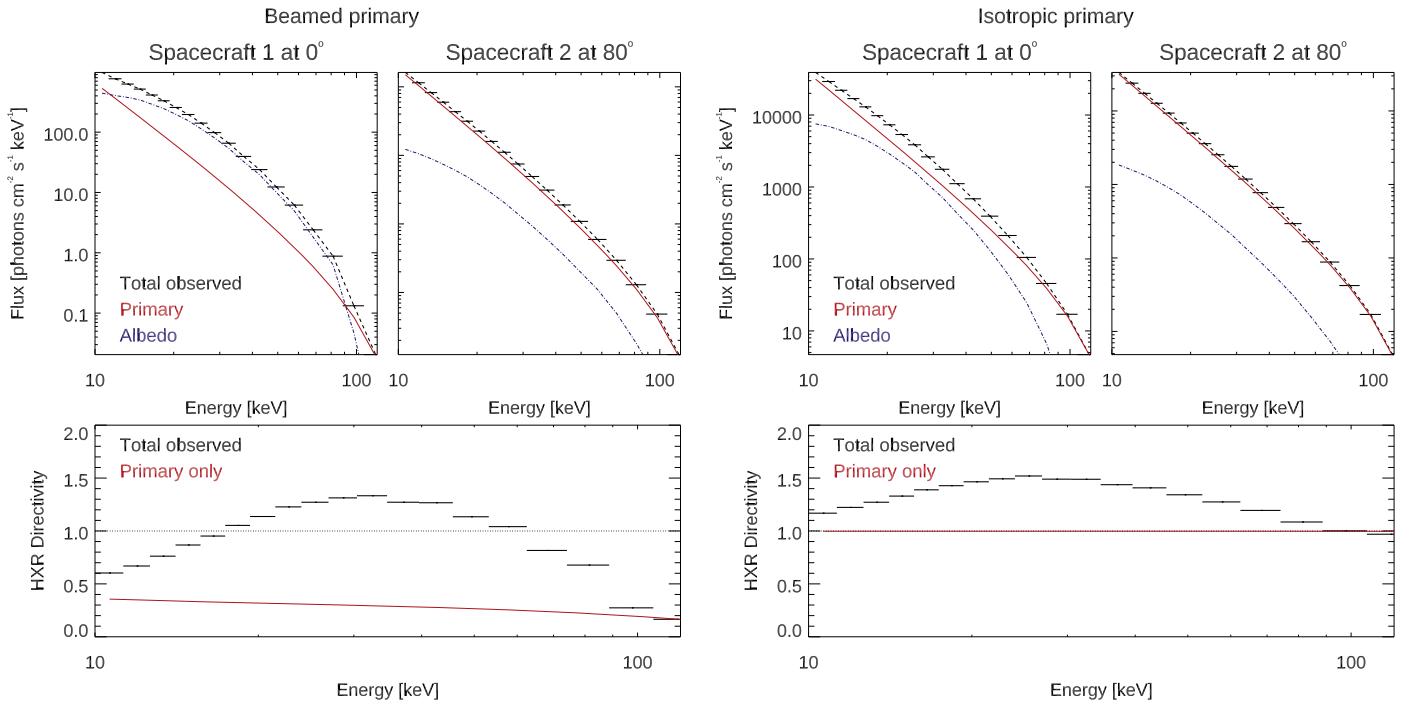 Beamed primary
Isotropic primary
Spacecraft 1 at 0°
Spacecraft 2 at 80°
Spacecraft 1 at 0°
Spacecraft 2 at 80°
Flux [photons cm⁻² s⁻¹ keV⁻¹]
100.0
10.0
1.0
0.1
Total observed
Primary
Albedo
10
100
10
100
Energy [keV]
Energy [keV]
Flux [photons cm⁻² s⁻¹ keV⁻¹]
10000
1000
100
10
Total observed
Primary
Albedo
10
100
10
100
Energy [keV]
Energy [keV]
HXR Directivity
2.0
1.5
1.0
0.5
0.0
Total observed
Primary only
10
100
Energy [keV]
HXR Directivity
2.0
1.5
1.0
0.5
0.0
Total observed
Primary only
10
100
Energy [keV]